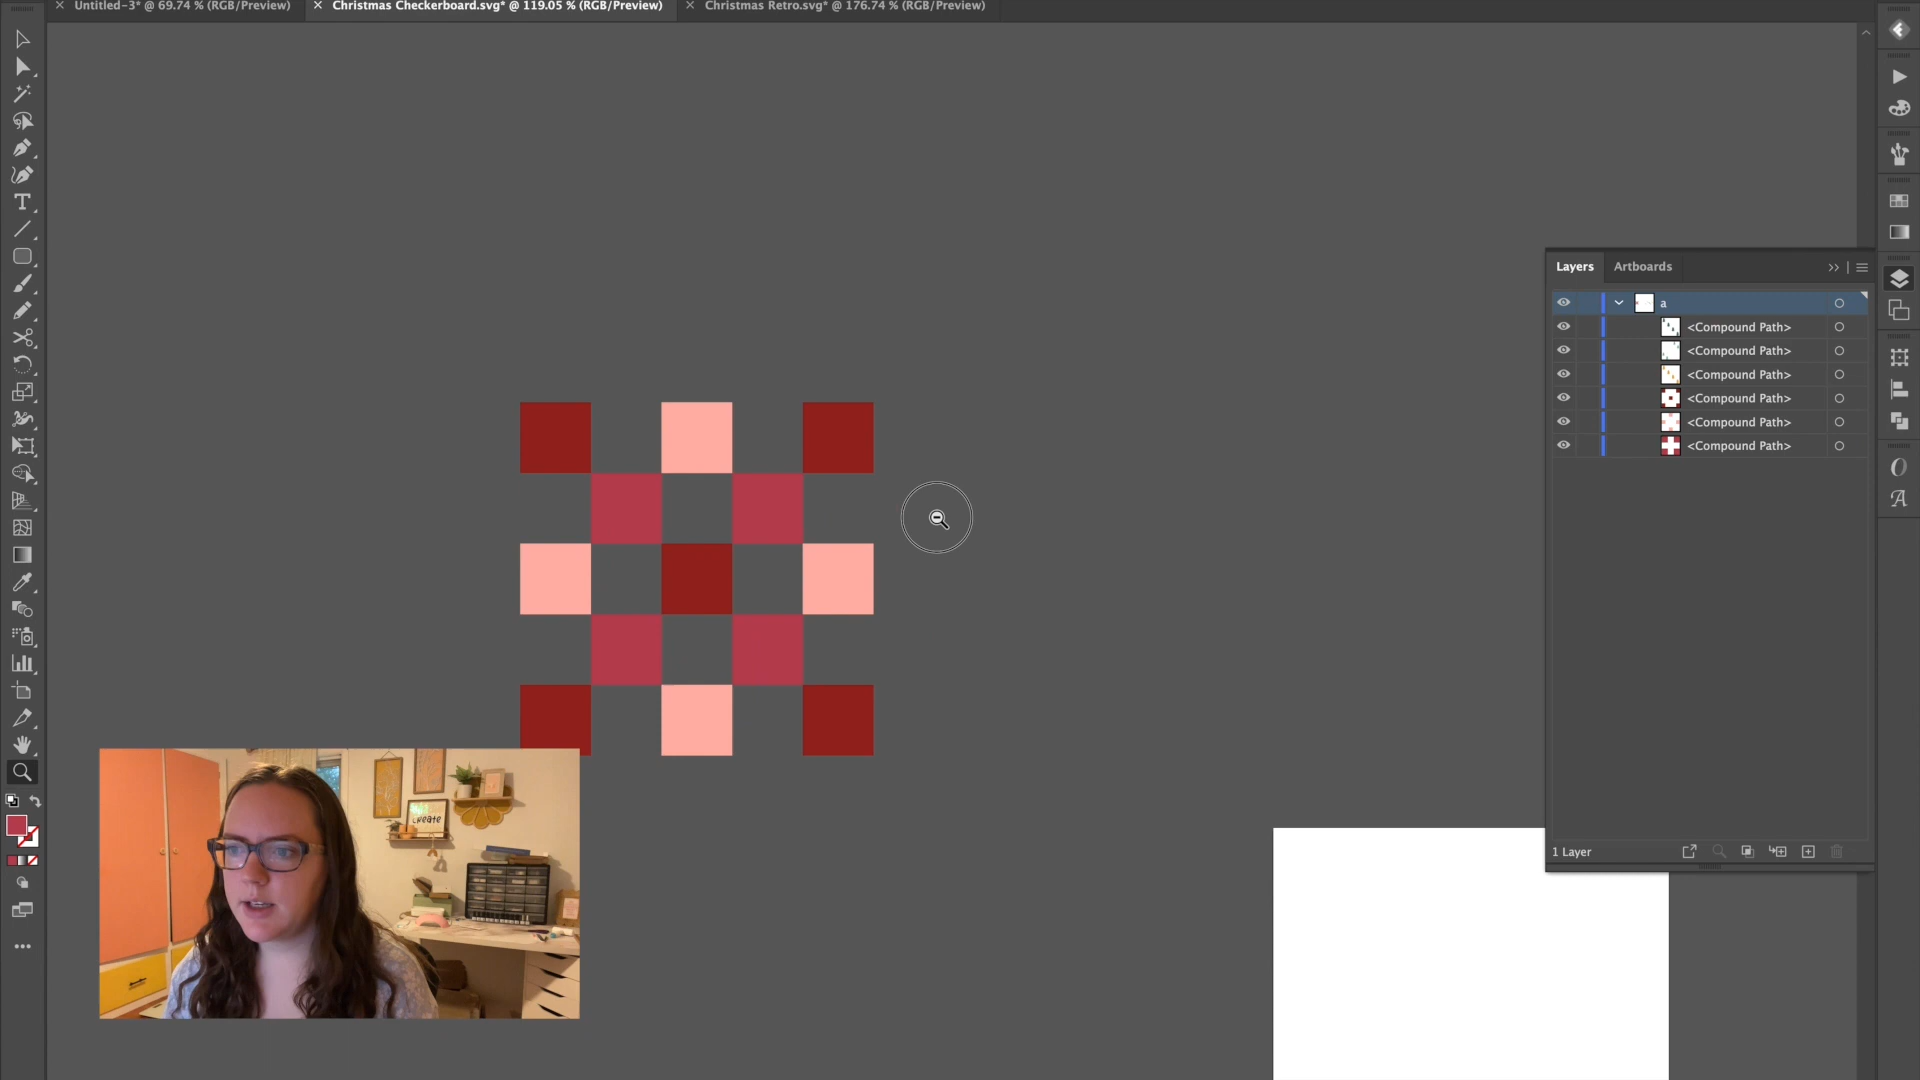 Untitled-3* @ 69.74 % (RGB/Preview)
Christmas Checkerboard.svg* @ 119.05 % (RGB/Preview)
Christmas Retro.svg* @ 176.74 % (RGB/Preview)
Layers
Artboards
a
<Compound Path>
<Compound Path>
<Compound Path>
<Compound Path>
<Compound Path>
<Compound Path>
1 Layer
create